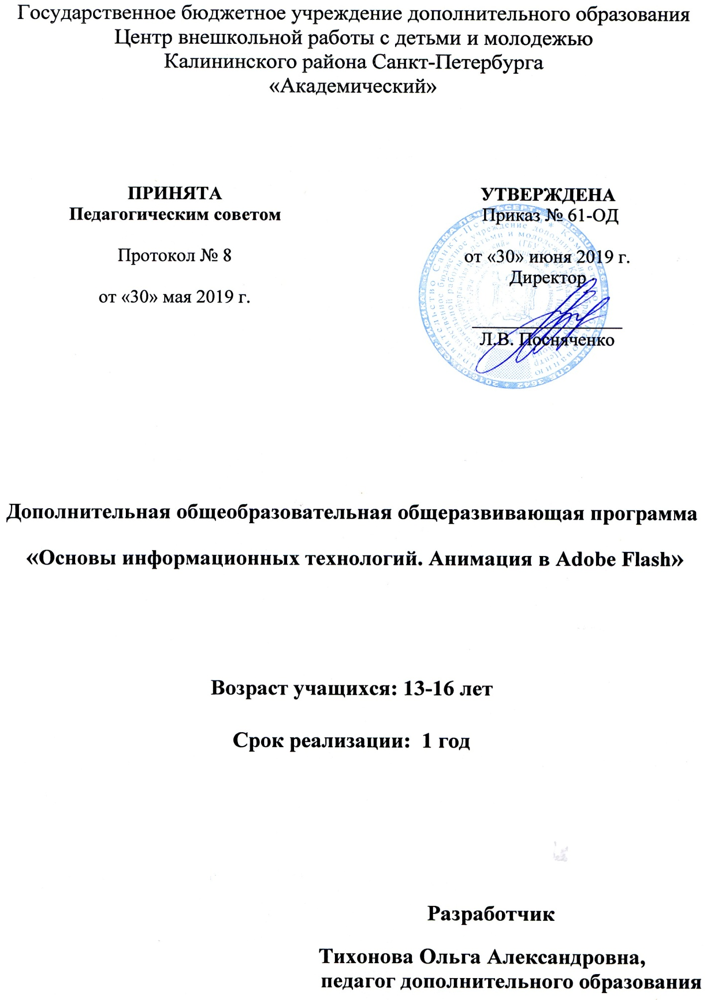 Государственное бюджетное учреждение дополнительного образования
Центр внешкольной работы с детьми и молодежью
Калининского района Санкт-Петербурга
«Академический»
ПРИНЯТА
Педагогическим советом
Протокол № 8
от «30» мая 2019 г.
УТВЕРЖДЕНА
Приказ № 61-ОД
от «30» июня 2019 г.
Директор
Л.В. Посняченко
Дополнительная общеобразовательная общеразвивающая программа
«Основы информационных технологий. Анимация в Adobe Flash»
Возраст учащихся: 13-16 лет
Срок реализации: 1 год
Разработчик
Тихонова Ольга Александровна,
педагог дополнительного образования